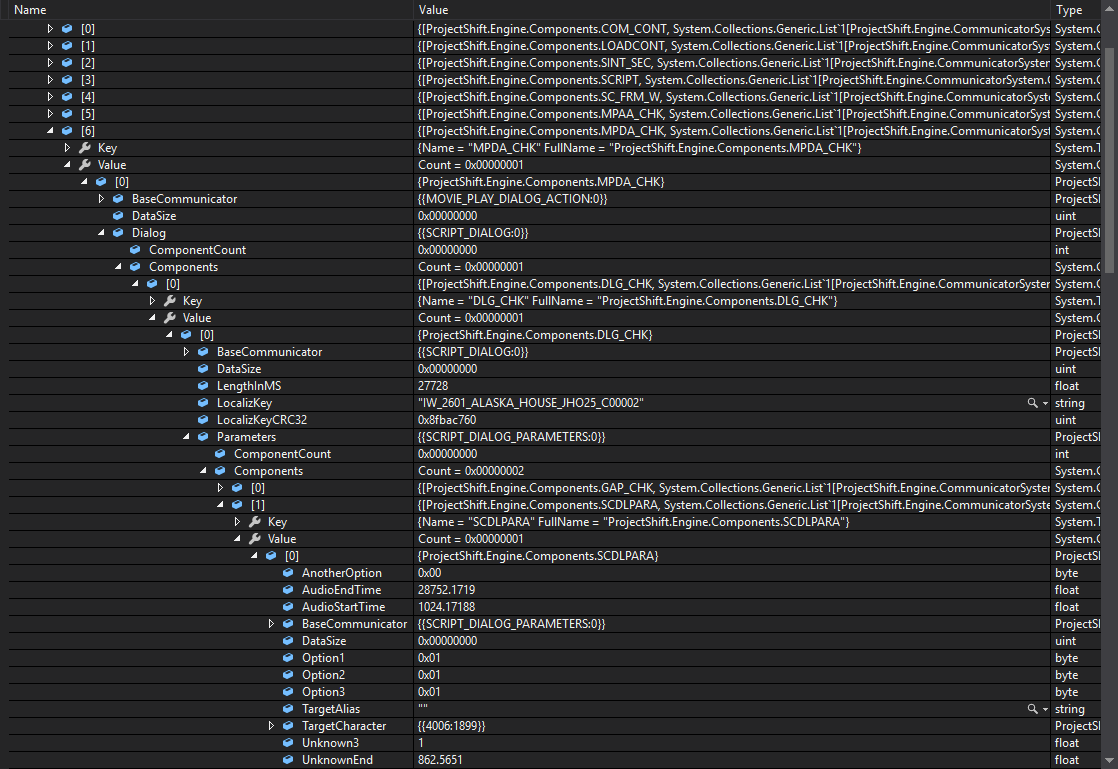 Name Value Type
[0] {{[ProjectShift.Engine.Components.COM_CONT, System.Collections.Generic.List`1[ProjectShift.Engine.CommunicatorSys System.C
[1] {{[ProjectShift.Engine.Components.LOADCONT, System.Collections.Generic.List`1[ProjectShift.Engine.CommunicatorSys System.C
[2] {{[ProjectShift.Engine.Components.SINT_SEC, System.Collections.Generic.List`1[ProjectShift.Engine.CommunicatorSystem System.C
[3] {{[ProjectShift.Engine.Components.SCRIPT, System.Collections.Generic.List`1[ProjectShift.Engine.CommunicatorSystem.C System.C
[4] {{[ProjectShift.Engine.Components.SC_FRM_W, System.Collections.Generic.List`1[ProjectShift.Engine.CommunicatorSyst System.C
[5] {{[ProjectShift.Engine.Components.MPAA_CHK, System.Collections.Generic.List`1[ProjectShift.Engine.CommunicatorSyst System.C
[6] {{[ProjectShift.Engine.Components.MPDA_CHK, System.Collections.Generic.List`1[ProjectShift.Engine.CommunicatorSyst System.C
Key {Name = "MPDA_CHK" FullName = "ProjectShift.Engine.Components.MPDA_CHK"} System.T
Value Count = 0x00000001 System.C
[0] {ProjectShift.Engine.Components.MPDA_CHK} ProjectSl
BaseCommunicator {{MOVIE_PLAY_DIALOG_ACTION:0}} ProjectSl
DataSize 0x00000000 uint
Dialog {{SCRIPT_DIALOG:0}} ProjectSl
ComponentCount 0x00000000 int
Components Count = 0x00000001 System.C
[0] {{[ProjectShift.Engine.Components.DLG_CHK, System.Collections.Generic.List`1[ProjectShift.Engine.CommunicatorSystem System.C
Key {Name = "DLG_CHK" FullName = "ProjectShift.Engine.Components.DLG_CHK"} System.T
Value Count = 0x00000001 System.C
[0] {ProjectShift.Engine.Components.DLG_CHK} ProjectSl
BaseCommunicator {{SCRIPT_DIALOG:0}} ProjectSl
DataSize 0x00000000 uint
LengthInMS 27728 float
LocalizKey "IW_2601_ALASKA_HOUSE_JHO25_C00002" string
LocalizKeyCRC32 0x8fbac760 uint
Parameters {{SCRIPT_DIALOG_PARAMETERS:0}} ProjectSl
ComponentCount 0x00000000 int
Components Count = 0x00000002 System.C
[0] {{[ProjectShift.Engine.Components.GAP_CHK, System.Collections.Generic.List`1[ProjectShift.Engine.CommunicatorSystem System.C
[1] {{[ProjectShift.Engine.Components.SCDLPARA, System.Collections.Generic.List`1[ProjectShift.Engine.CommunicatorSyste System.C
Key {Name = "SCDLPARA" FullName = "ProjectShift.Engine.Components.SCDLPARA"} System.T
Value Count = 0x00000001 System.C
[0] {ProjectShift.Engine.Components.SCDLPARA} ProjectSl
AnotherOption 0x00 byte
AudioEndTime 28752.1719 float
AudioStartTime 1024.17188 float
BaseCommunicator {{SCRIPT_DIALOG_PARAMETERS:0}} ProjectSl
DataSize 0x00000000 uint
Option1 0x01 byte
Option2 0x01 byte
Option3 0x01 byte
TargetAlias "" string
TargetCharacter {{4006:1899}} ProjectSl
Unknown3 1 float
UnknownEnd 862.5651 float